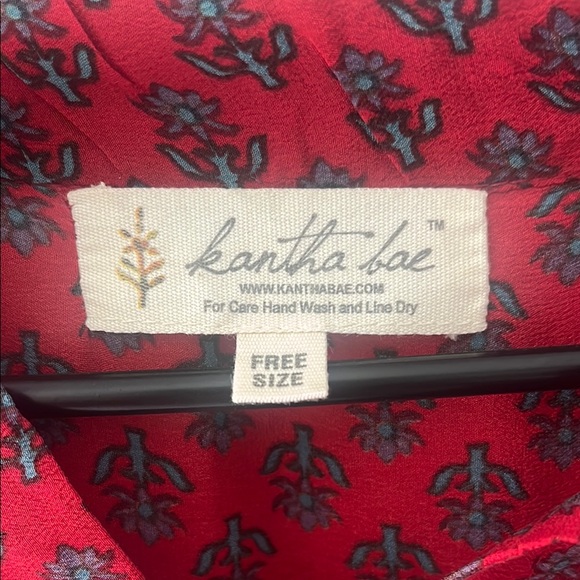 kantha bae™
WWW.KANTHABAE.COM
For Care Hand Wash and Line Dry
FREE
SIZE